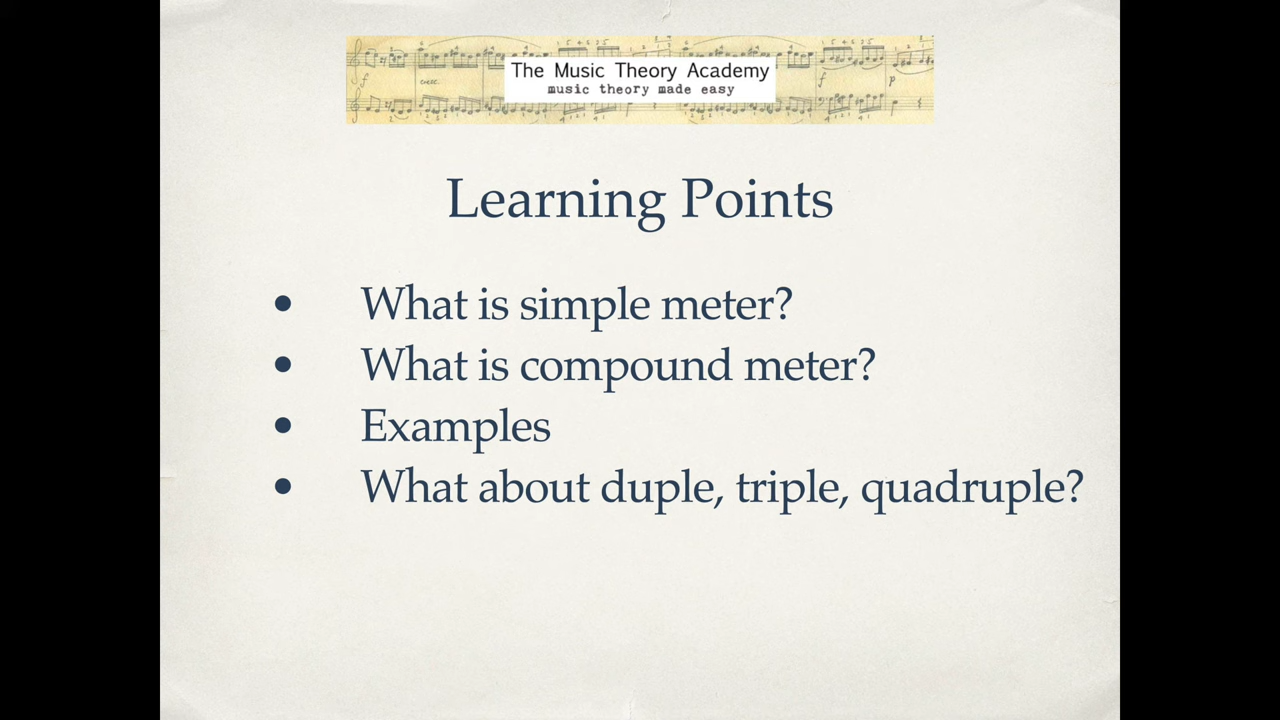 The Music Theory Academy
music theory made easy
Learning Points
• What is simple meter?
• What is compound meter?
• Examples
• What about duple, triple, quadruple?